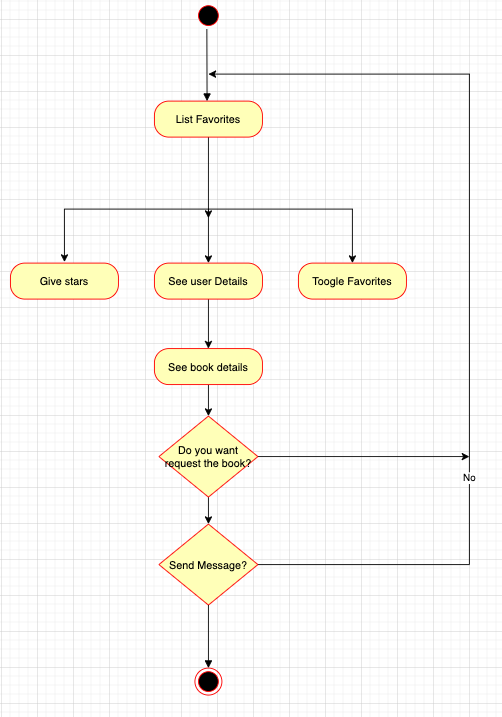 List Favorites
Give stars
See user Details
Toogle Favorites
See book details
Do you want
request the book?
No
Send Message?